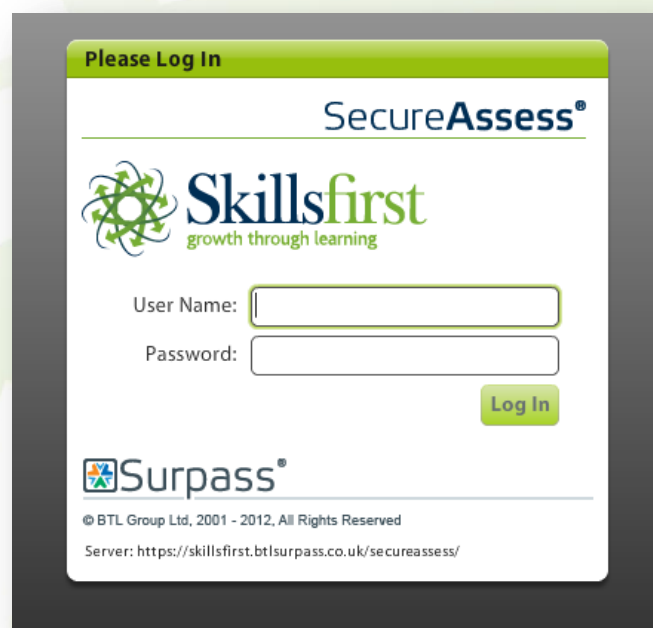 Please Log In
SecureAssess®
Skillsfirst
growth through learning
User Name:
Password:
Log In
Surpass®
© BTL Group Ltd, 2001 - 2012, All Rights Reserved
Server: https://skillsfirst.btlsurpass.co.uk/secureassess/